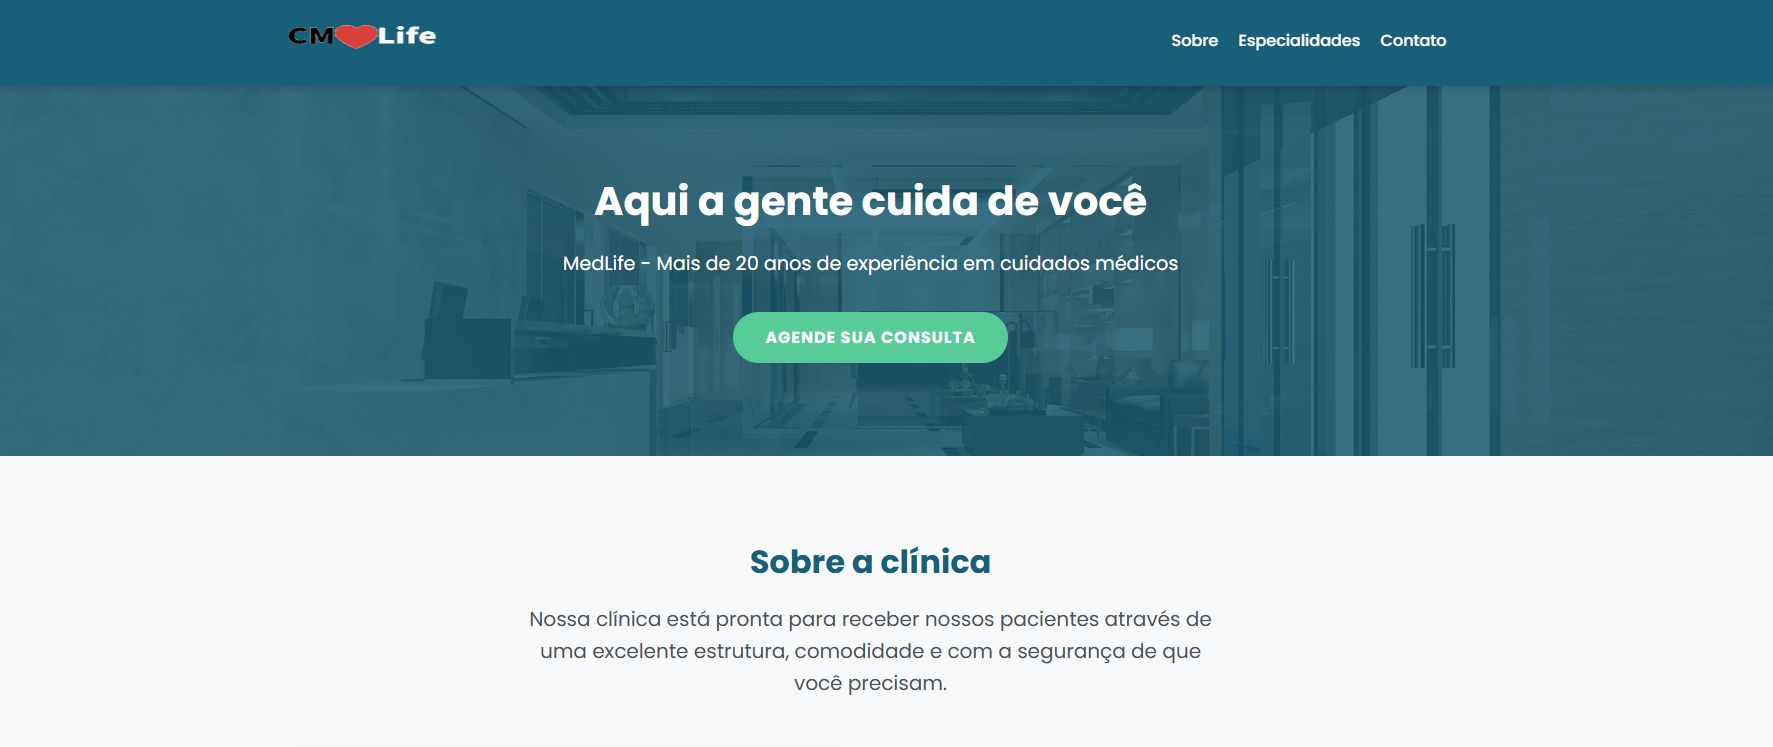 CM Life
Sobre Especialidades Contato
Aqui a gente cuida de você
MedLife - Mais de 20 anos de experiência em cuidados médicos
AGENDE SUA CONSULTA
Sobre a clínica
Nossa clínica está pronta para receber nossos pacientes através de
uma excelente estrutura, comodidade e com a segurança de que
você precisam.